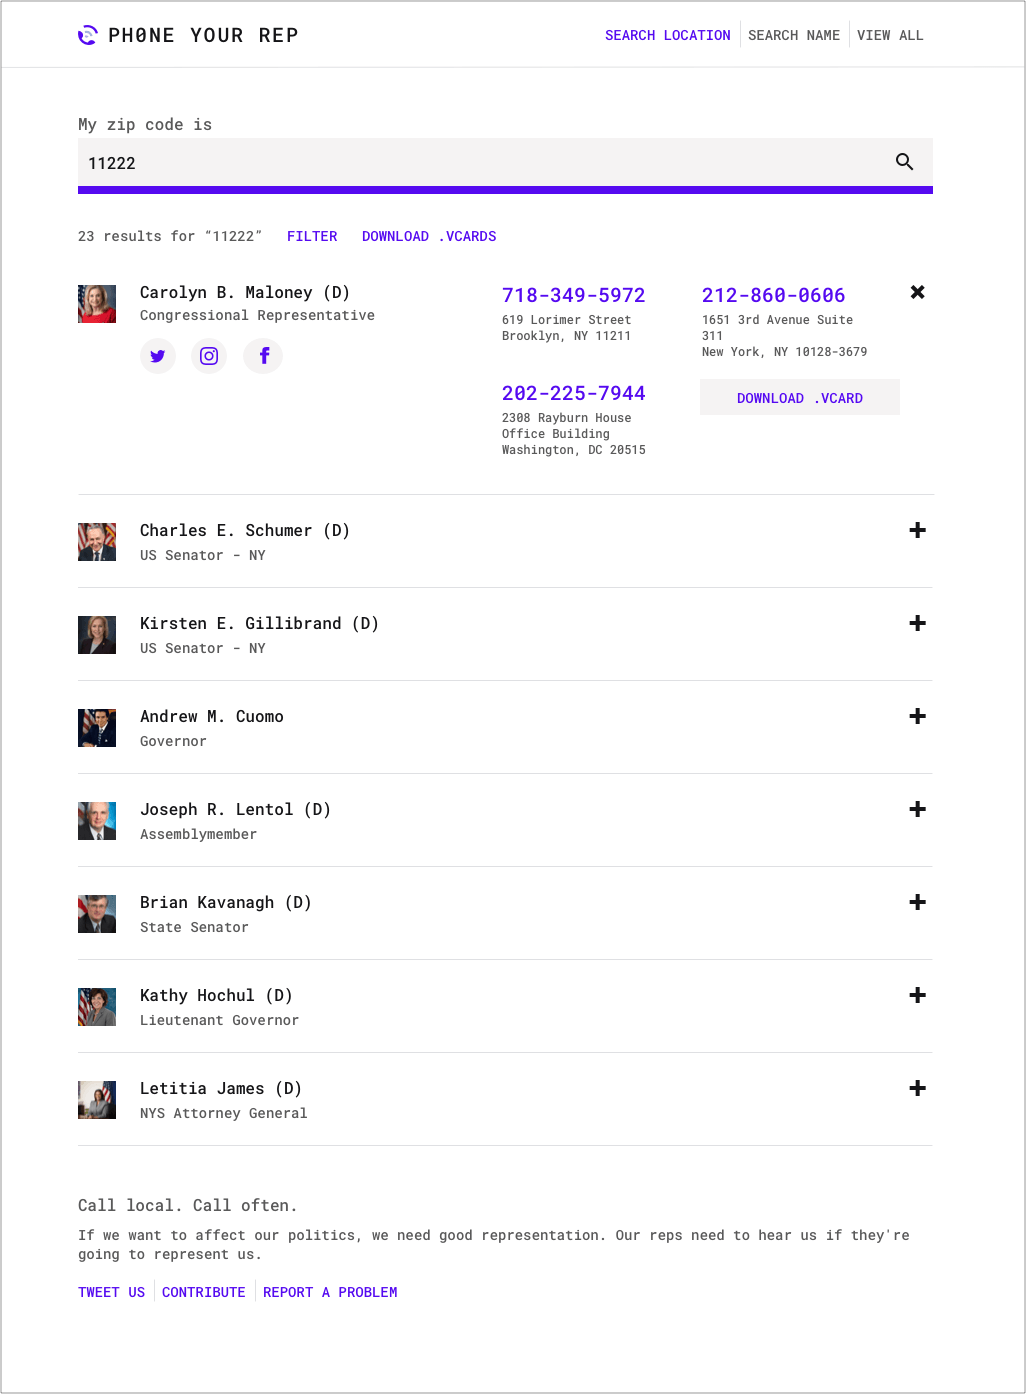 PH0NE YOUR REP
SEARCH LOCATION
SEARCH NAME
VIEW ALL
My zip code is
11222
23 results for “11222”
FILTER
DOWNLOAD .VCARDS
Carolyn B. Maloney (D)
Congressional Representative
718-349-5972
619 Lorimer Street
Brooklyn, NY 11211
212-860-0606
1651 3rd Avenue Suite
311
New York, NY 10128-3679
202-225-7944
2308 Rayburn House
Office Building
Washington, DC 20515
DOWNLOAD .VCARD
Charles E. Schumer (D)
US Senator - NY
Kirsten E. Gillibrand (D)
US Senator - NY
Andrew M. Cuomo
Governor
Joseph R. Lentol (D)
Assemblymember
Brian Kavanagh (D)
State Senator
Kathy Hochul (D)
Lieutenant Governor
Letitia James (D)
NYS Attorney General
Call local. Call often.
If we want to affect our politics, we need good representation. Our reps need to hear us if they're
going to represent us.
TWEET US
CONTRIBUTE
REPORT A PROBLEM